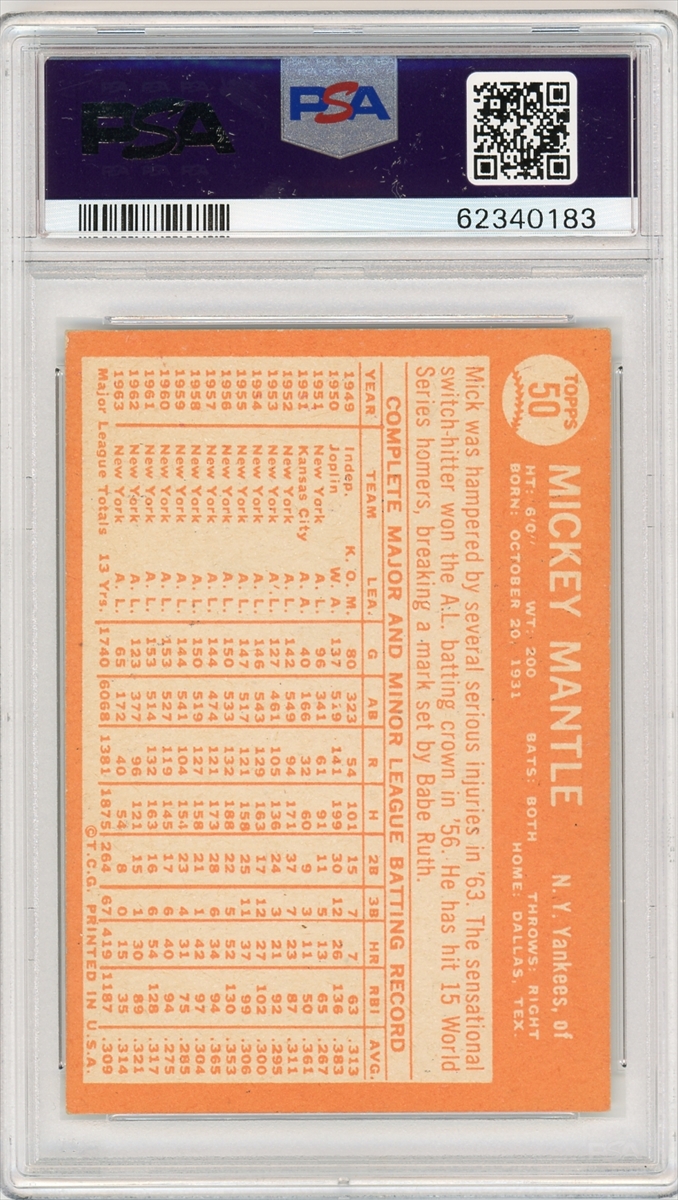 PSA
PSA
62340183
TOPPS
50
MICKEY MANTLE N. Y. Yankees, of
HT: 6'0" WT: 200 BATS: BOTH THROWS: RIGHT
BORN: OCTOBER 20, 1931 HOME: DALLAS, TEX.
Mick was hampered by several serious injuries in '63. The sensational
switch-hitter won the A.L. batting crown in '56. He has hit 15 World
Series homers, breaking a mark set by Babe Ruth.
COMPLETE MAJOR AND MINOR LEAGUE BATTING RECORD
YEAR TEAM LEA. G AB R H 2B 3B HR RBI AVG.
1949 Indep. K. O. M. 80 323 54 101 15 7 7 63 .313
1950 Joplin W. A. 137 519 141 199 30 12 26 136 .383
1951 New York A. L. 96 341 61 91 11 5 13 65 .267
1951 Kansas City A. A. 40 166 32 60 9 3 11 50 .361
1952 New York A. L. 142 549 94 171 37 7 23 87 .311
1953 New York A. L. 127 461 105 136 24 3 21 92 .295
1954 New York A. L. 146 543 129 163 17 12 27 102 .300
1955 New York A. L. 147 517 121 158 25 11 37 99 .306
1956 New York A. L. 150 533 132 188 22 5 52 130 .353
1957 New York A. L. 144 474 121 173 28 6 34 94 .365
1958 New York A. L. 150 519 127 158 21 1 42 97 .304
1959 New York A. L. 144 541 104 154 23 4 31 75 .285
1960 New York A. L. 153 527 119 145 17 6 40 94 .275
1961 New York A. L. 153 514 132 163 16 6 54 128 .317
1962 New York A. L. 123 377 96 121 15 1 30 89 .321
1963 New York A. L. 65 172 40 54 8 0 15 35 .314
Major League Totals 13 Yrs. 1740 6068 1381 1875 264 67 419 1187 .309
©T.C.G. PRINTED IN U.S.A.